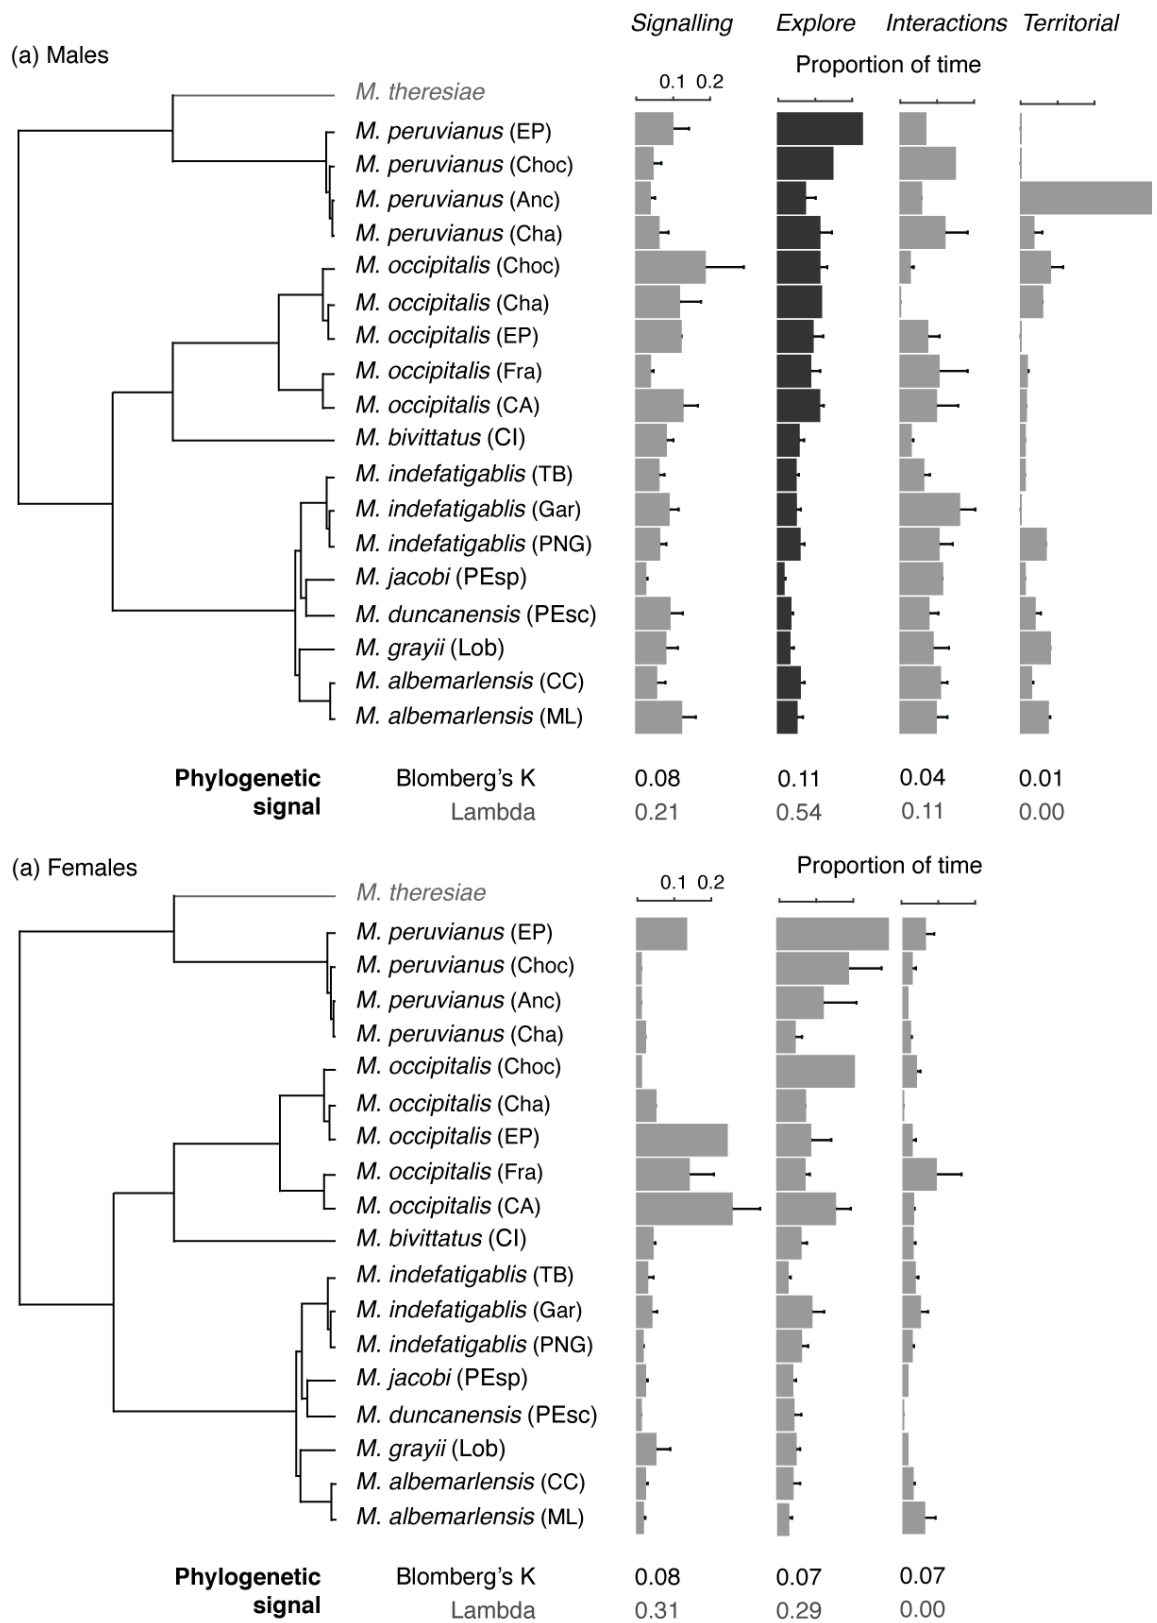 Signalling Explore Interactions Territorial
(a) Males
Proportion of time
0.1 0.2
M. theresiae
M. peruvianus (EP)
M. peruvianus (Choc)
M. peruvianus (Anc)
M. peruvianus (Cha)
M. occipitalis (Choc)
M. occipitalis (Cha)
M. occipitalis (EP)
M. occipitalis (Fra)
M. occipitalis (CA)
M. bivittatus (CI)
M. indefatigablis (TB)
M. indefatigablis (Gar)
M. indefatigablis (PNG)
M. jacobi (PEsp)
M. duncanensis (PEsc)
M. grayii (Lob)
M. albemarlensis (CC)
M. albemarlensis (ML)
Phylogenetic signal
Blomberg's K 0.08 0.11 0.04 0.01
Lambda 0.21 0.54 0.11 0.00
(a) Females
Proportion of time
0.1 0.2
M. theresiae
M. peruvianus (EP)
M. peruvianus (Choc)
M. peruvianus (Anc)
M. peruvianus (Cha)
M. occipitalis (Choc)
M. occipitalis (Cha)
M. occipitalis (EP)
M. occipitalis (Fra)
M. occipitalis (CA)
M. bivittatus (CI)
M. indefatigablis (TB)
M. indefatigablis (Gar)
M. indefatigablis (PNG)
M. jacobi (PEsp)
M. duncanensis (PEsc)
M. grayii (Lob)
M. albemarlensis (CC)
M. albemarlensis (ML)
Phylogenetic signal
Blomberg's K 0.08 0.07 0.07
Lambda 0.31 0.29 0.00